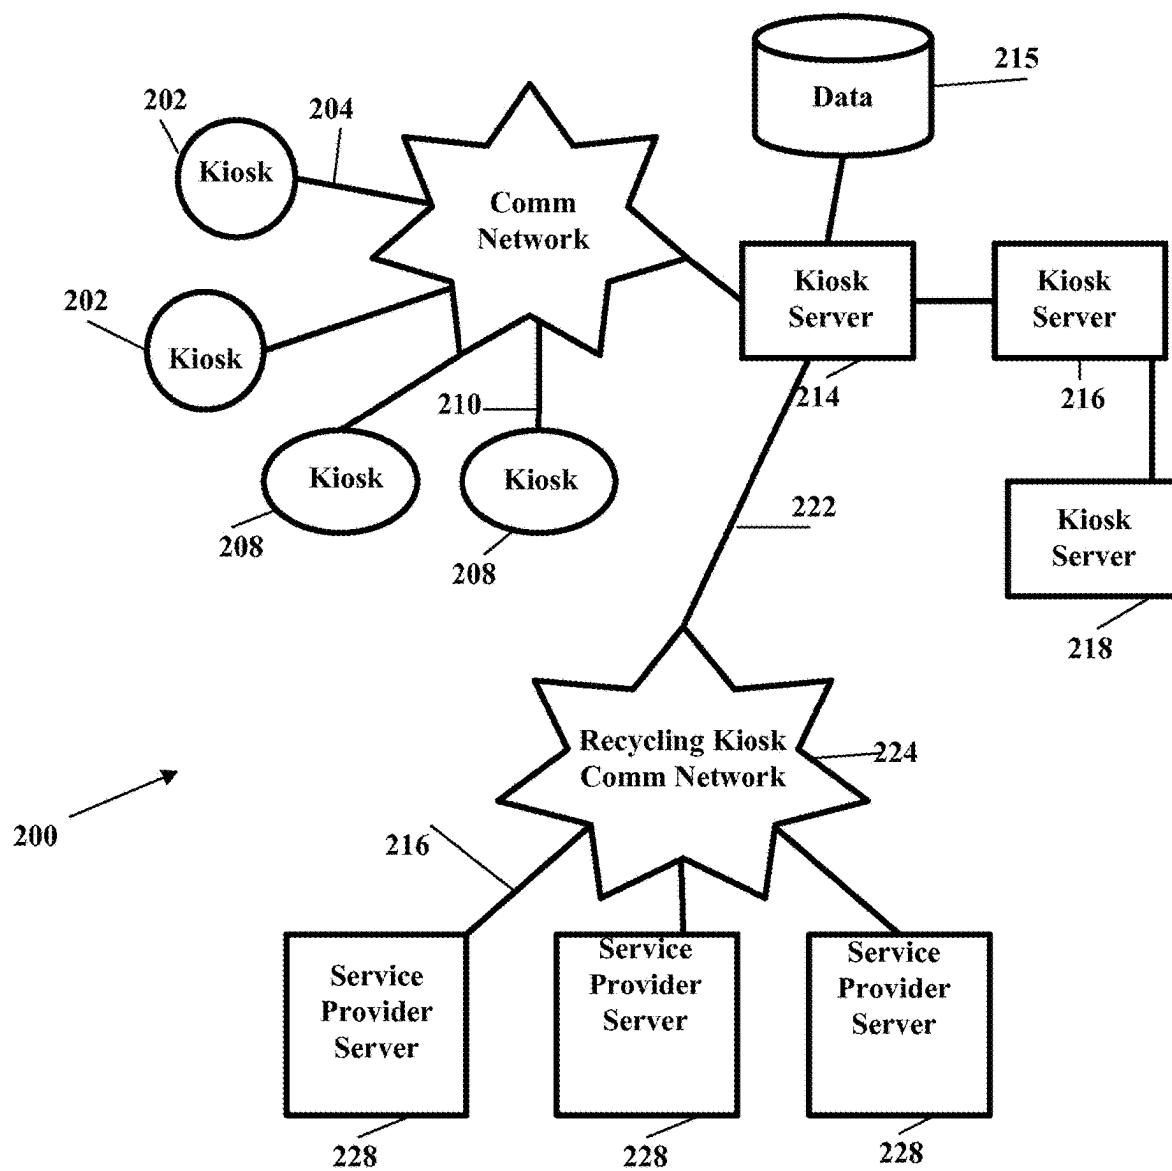 215
202
204
Data
Kiosk
Comm
Network
202
Kiosk
Server
Kiosk
Server
Kiosk
210
214
216
Kiosk
Kiosk
222
208
208
Kiosk
Server
218
Recycling Kiosk
Comm Network
224
200
216
Service
Provider
Server
Service
Provider
Server
Service
Provider
Server
228
228
228